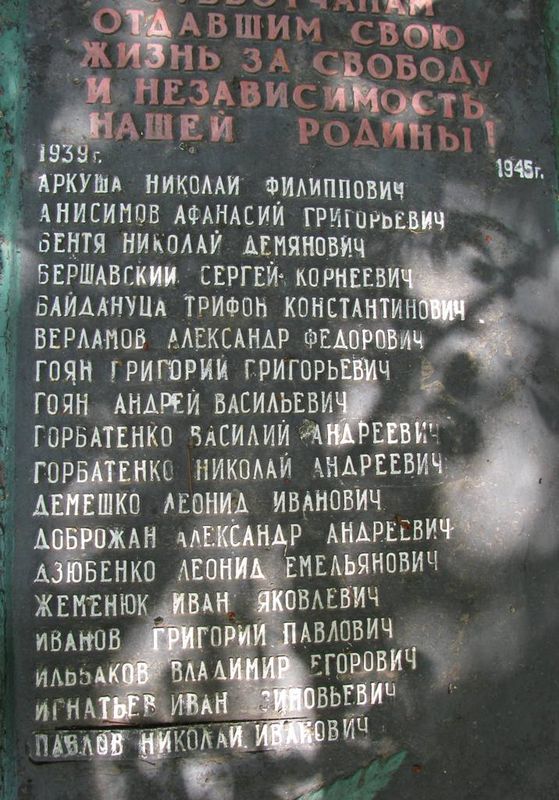 ОТДАВШИМ СВОЮ
ЖИЗНЬ ЗА СВОБОДУ
И НЕЗАВИСИМОСТЬ
НАШЕЙ РОДИНЫ!
1939г. 1945г.
АРКУША НИКОЛАЙ ФИЛИППОВИЧ
АНИСИМОВ АФАНАСИЙ ГРИГОРЬЕВИЧ
БЕНТЯ НИКОЛАЙ ДЕМЯНОВИЧ
БЕРШАВСКИЙ СЕРГЕЙ КОРНЕЕВИЧ
БАЙДАНУЦА ТРИФОН КОНСТАНТИНОВИЧ
ВЕРЛАМОВ АЛЕКСАНДР ФЕДОРОВИЧ
ГОЯН ГРИГОРИЙ ГРИГОРЬЕВИЧ
ГОЯН АНДРЕЙ ВАСИЛЬЕВИЧ
ГОРБАТЕНКО ВАСИЛИЙ АНДРЕЕВИЧ
ГОРБАТЕНКО НИКОЛАЙ АНДРЕЕВИЧ
ДЕМЕШКО ЛЕОНИД ИВАНОВИЧ
ДОБРОЖАН АЛЕКСАНДР АНДРЕЕВИЧ
ДЗЮБЕНКО ЛЕОНИД ЕМЕЛЬЯНОВИЧ
ЖЕМЕНЮК ИВАН ЯКОВЛЕВИЧ
ИВАНОВ ГРИГОРИЙ ПАВЛОВИЧ
ВЛАДИМИР ЕГОРОВИЧ
ИГНАТЬЕВ ИВАН ЗИНОВЬЕВИЧ
ПАВЛОВ НИКОЛАЙ ИВАНОВИЧ